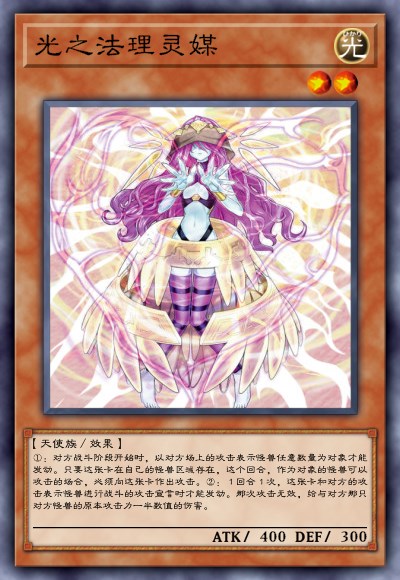 光之法理灵媒
ひかり
光
【天使族／效果】
①：对方战斗阶段开始时，以对方场上的攻击表示怪兽任意数量为对象才能
发动。只要这张卡在自己的怪兽区域存在，这个回合，作为对象的怪兽可以
攻击的场合，必须向这张卡作出攻击。②：1回合1次，这张卡和对方的攻
击表示怪兽进行战斗的攻击宣言时才能发动。那次攻击无效，给与对方那只
对方怪兽的原本攻击力一半数值的伤害。
ATK/ 400 DEF/ 300